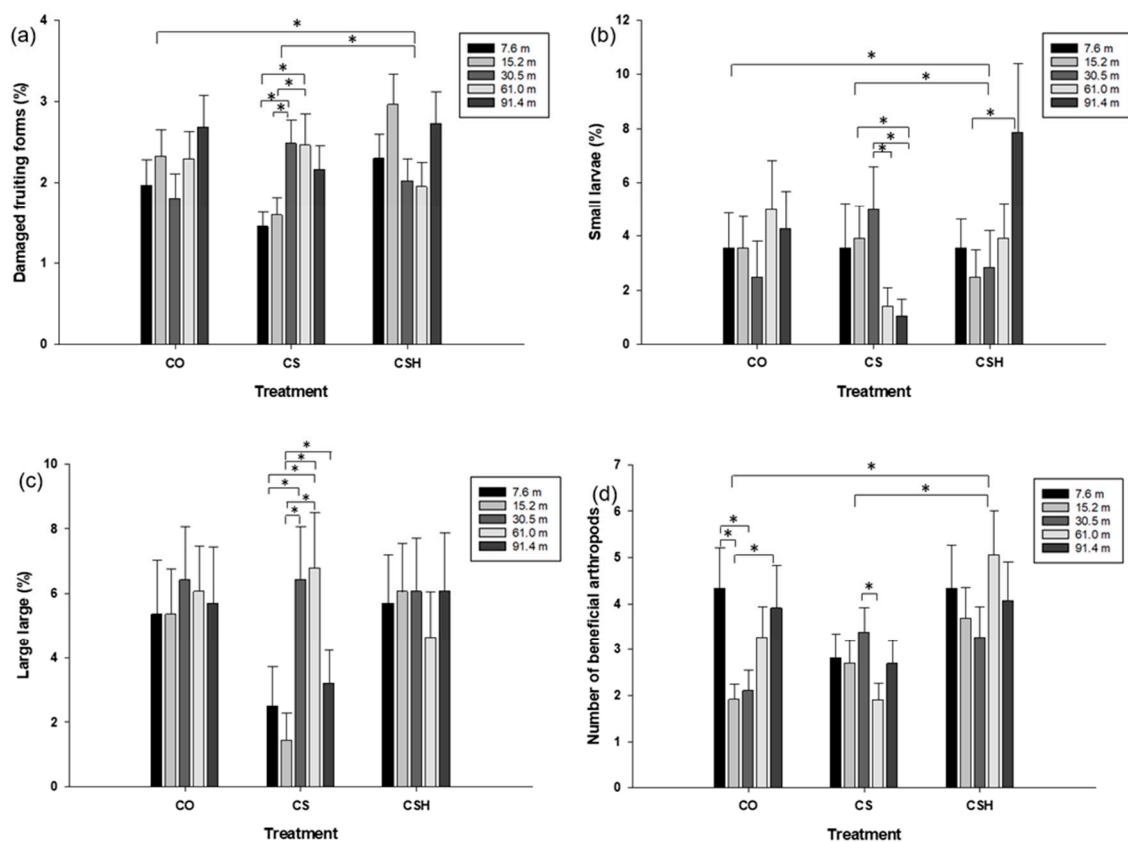 (a)
Damaged fruiting forms (%)
4
3
2
1
0
*
*
*
*
*
*
7.6 m
15.2 m
30.5 m
61.0 m
91.4 m
CO
CS
CSH
Treatment
(b)
Small larvae (%)
12
10
8
6
4
2
0
*
*
*
*
*
*
7.6 m
15.2 m
30.5 m
61.0 m
91.4 m
CO
CS
CSH
Treatment
(c)
Large large (%)
10
8
6
4
2
0
*
*
*
*
*
*
7.6 m
15.2 m
30.5 m
61.0 m
91.4 m
CO
CS
CSH
Treatment
(d)
Number of beneficial arthropods
7
6
5
4
3
2
1
0
*
*
*
*
*
*
7.6 m
15.2 m
30.5 m
61.0 m
91.4 m
CO
CS
CSH
Treatment